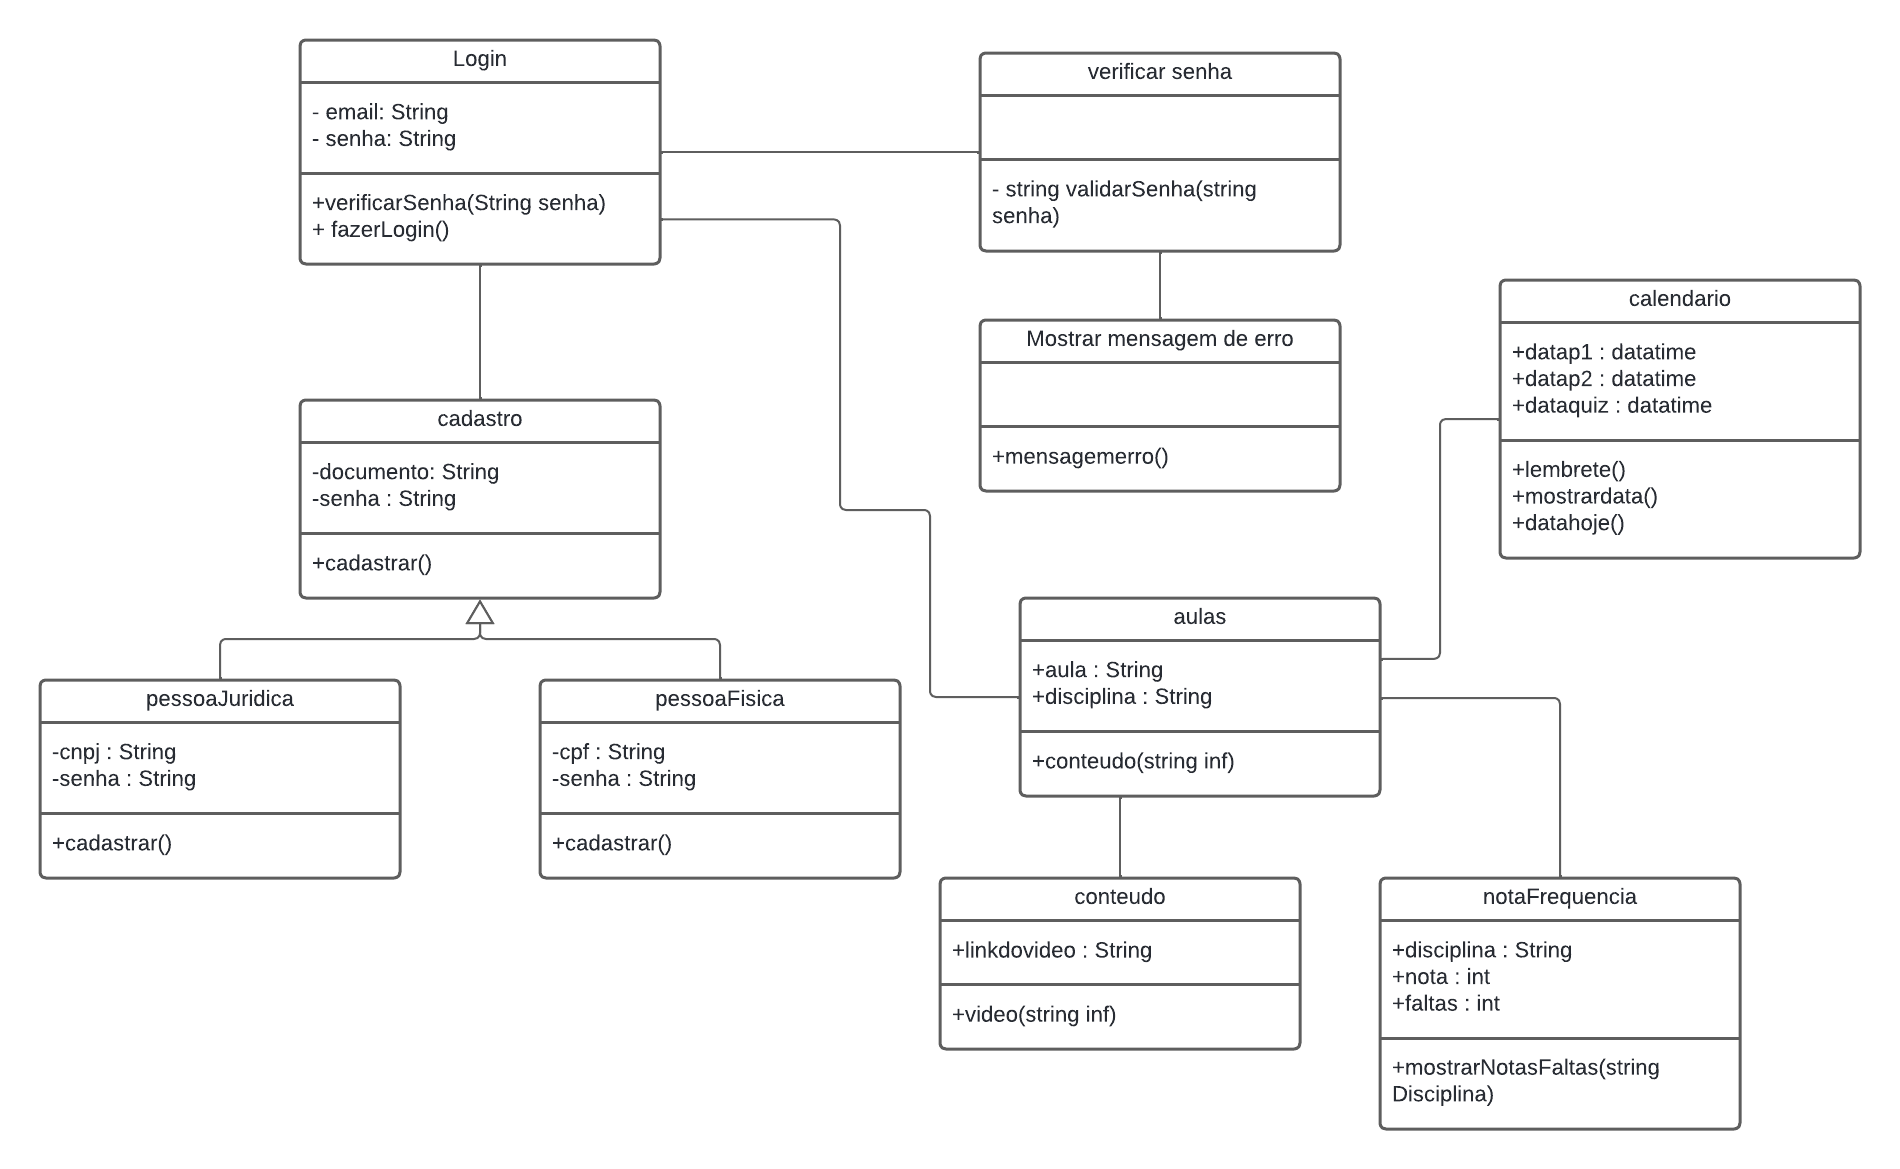 Login
- email: String
- senha: String
+verificarSenha(String senha)
+ fazerLogin()
verificar senha
- string validarSenha(string
senha)
Mostrar mensagem de erro
+mensagemerro()
calendario
+datap1 : datatime
+datap2 : datatime
+dataquiz : datatime
+lembrete()
+mostrardata()
+datahoje()
cadastro
-documento: String
-senha : String
+cadastrar()
pessoaJuridica
-cnpj : String
-senha : String
+cadastrar()
pessoaFisica
-cpf : String
-senha : String
+cadastrar()
aulas
+aula : String
+disciplina : String
+conteudo(string inf)
conteudo
+linkdovideo : String
+video(string inf)
notaFrequencia
+disciplina : String
+nota : int
+faltas : int
+mostrarNotasFaltas(string
Disciplina)